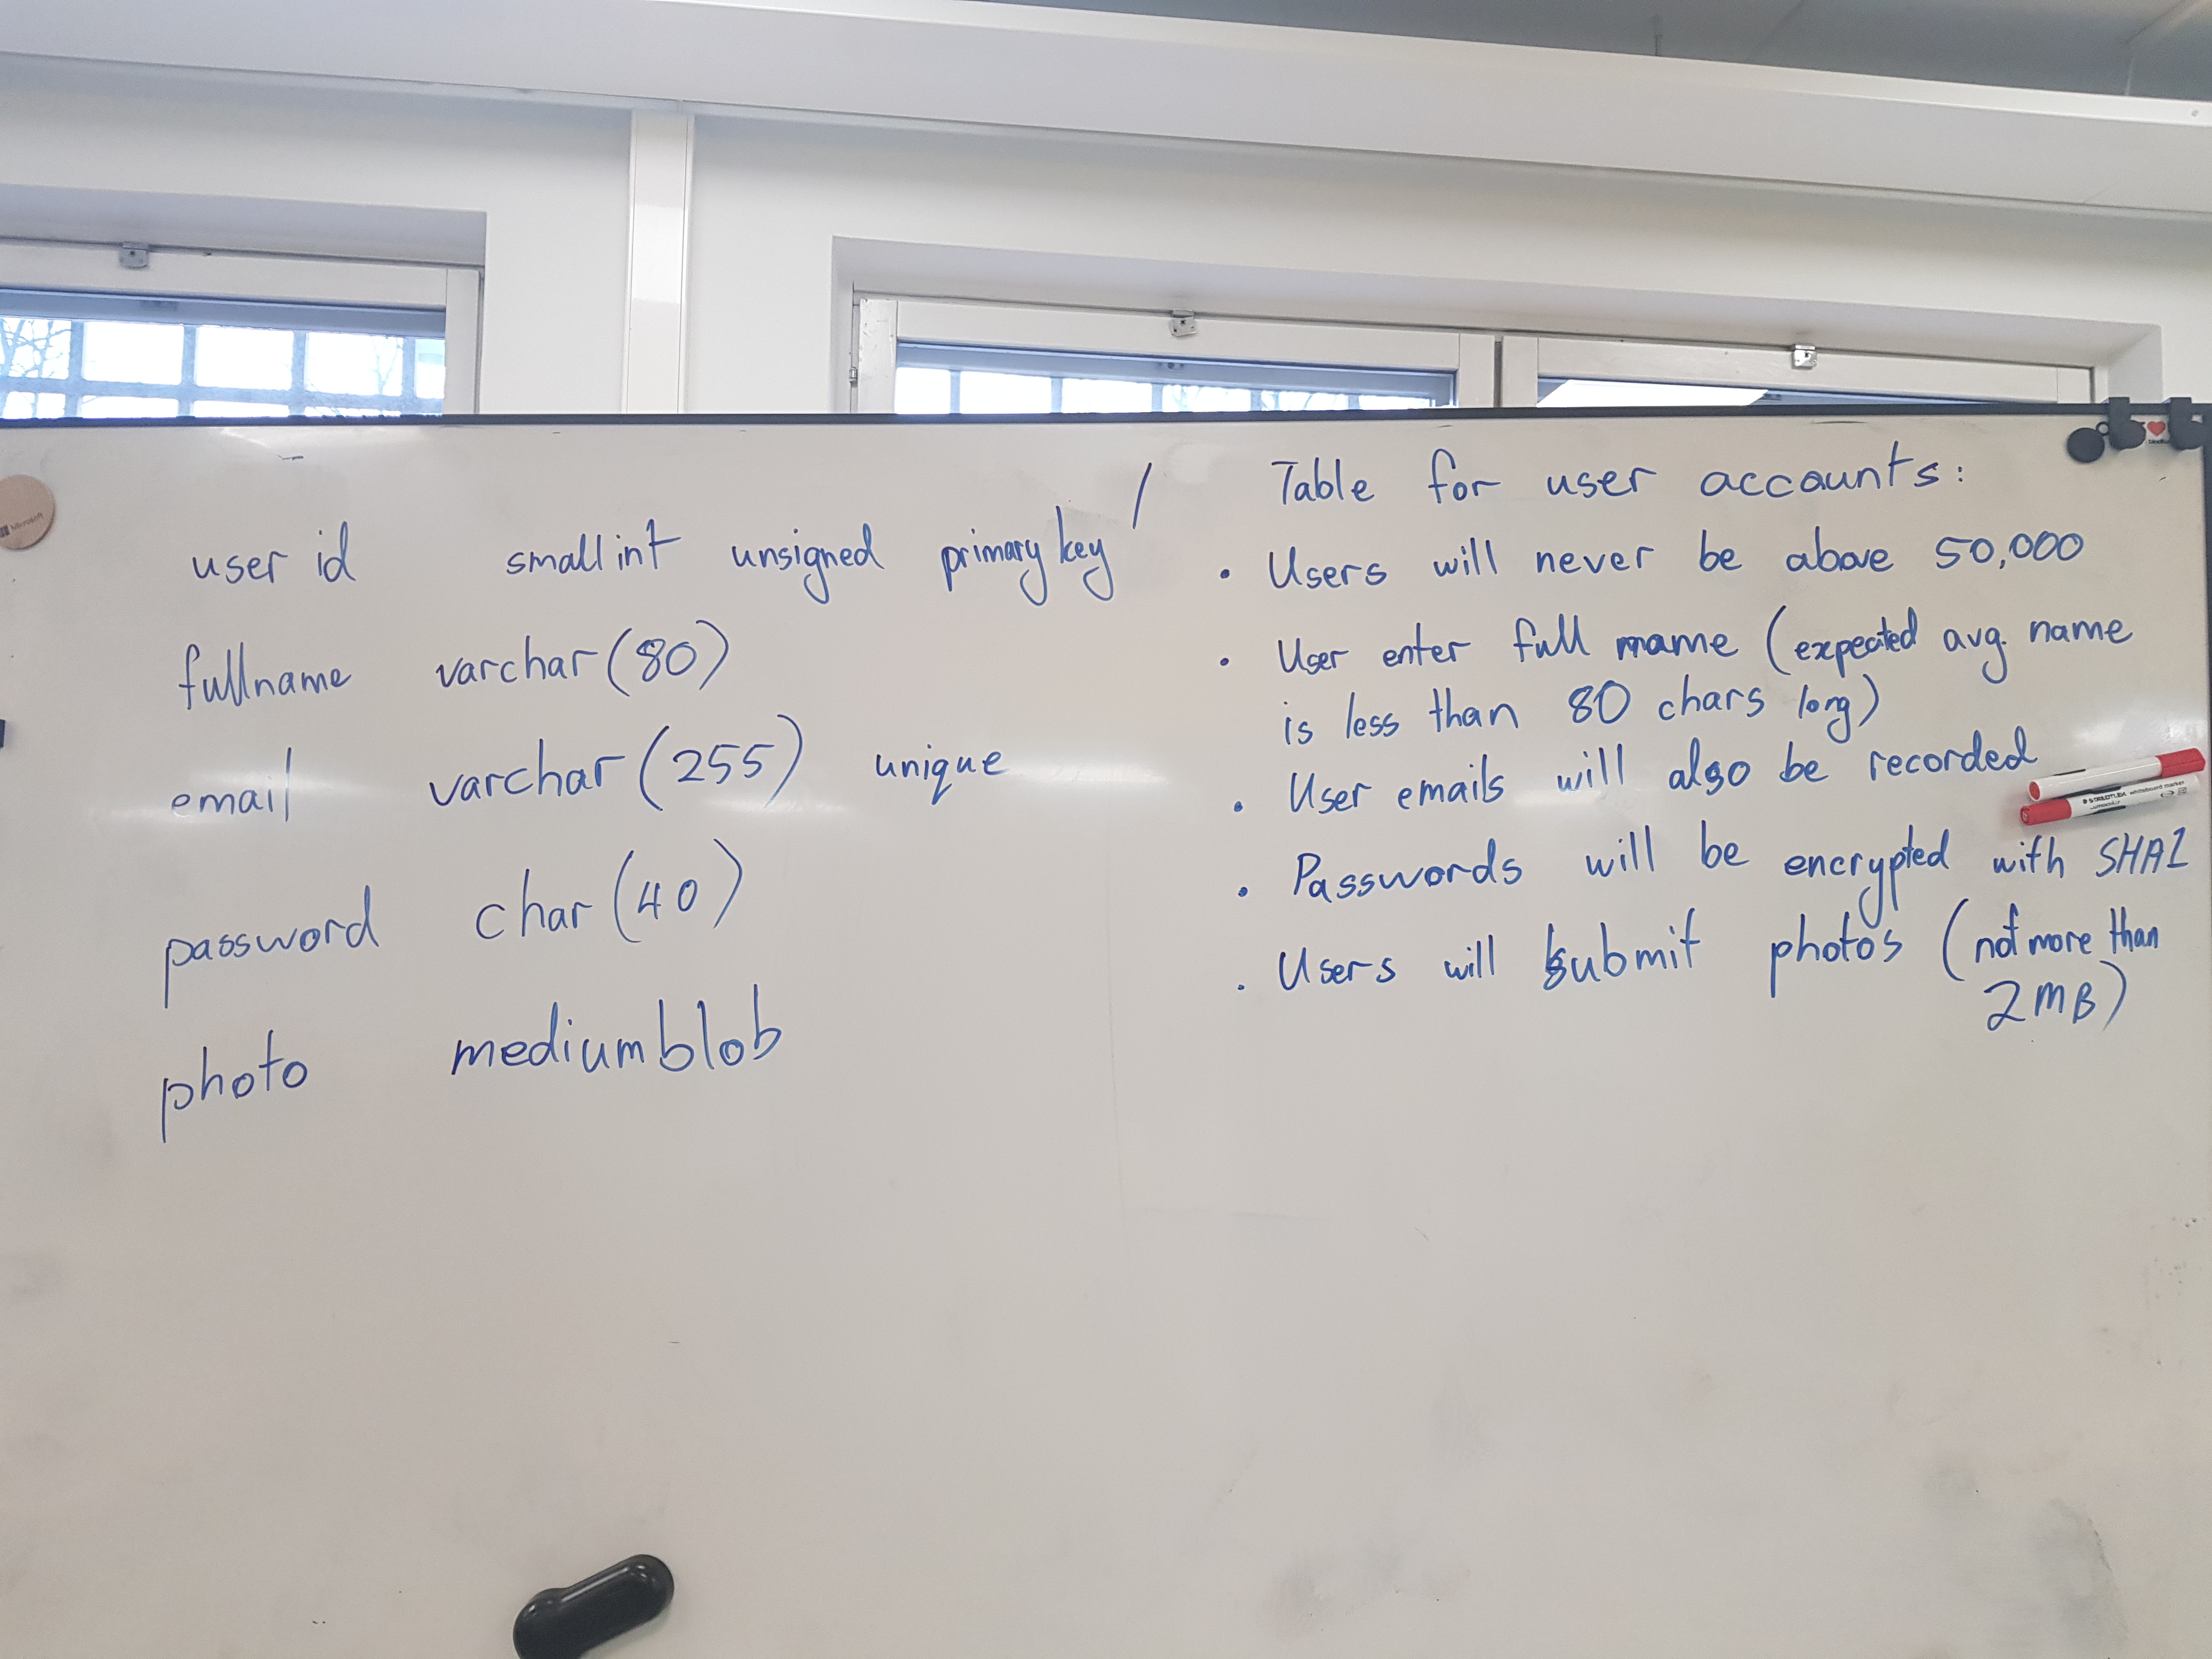 user id smallint unsigned primary key /
fullname varchar(80)
email varchar(255) unique
password char(40)
photo mediumblob
Table for user accounts:
• Users will never be above 50,000
• User enter full name (expected avg. name
is less than 80 chars long)
• User emails will also be recorded
• Passwords will be encrypted with SHA1
• Users will submit photos (not more than
2MB)
Microsoft
STAEDTLER whiteboard marker